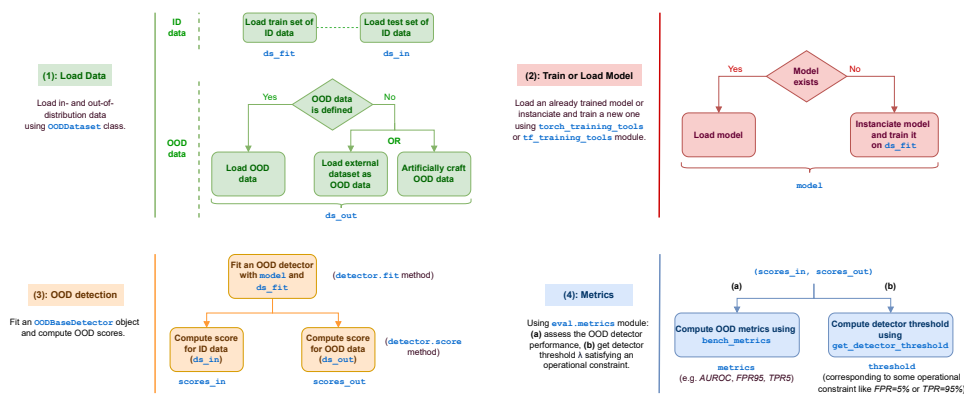 ID
data
Load train set of
ID data
Load test set of
ID data
ds_fit
ds_in
(1): Load Data
Load in- and out-of-
distribution data
using OODDataset class.
OOD
data
Yes
OOD data
is defined
No
OR
Load OOD
data
Load external
dataset as
OOD data
Artificially craft
OOD data
ds_out
(2): Train or Load Model
Load an already trained model or
instanciate and train a new one
using torch_training_tools
or tf_training_tools module.
Yes
Model
exists
No
Load model
Instanciate model
and train it
on ds_fit
model
(3): OOD detection
Fit an OODBaseDetector object
and compute OOD scores.
Fit an OOD detector
with model and
ds_fit
(detector.fit method)
Compute score
for ID data
(ds_in)
Compute score
for OOD data
(ds_out)
(detector.score
method)
scores_in
scores_out
(4): Metrics
Using eval.metrics module:
(a) assess the OOD detector
performance, (b) get detector
threshold λ satisfying an
operational constraint.
(scores_in, scores_out)
(a)
(b)
Compute OOD metrics using
bench_metrics
Compute detector threshold
using
get_detector_threshold
metrics
(e.g. AUROC, FPR95, TPR5)
threshold
(corresponding to some operational
constraint like FPR=5% or TPR=95%)